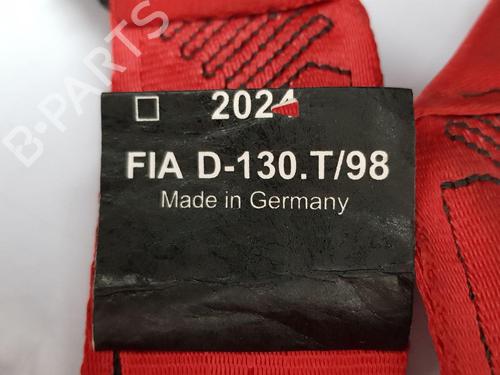 ☐ 2024
FIA D-130.T/98
Made in Germany
B-PARTS